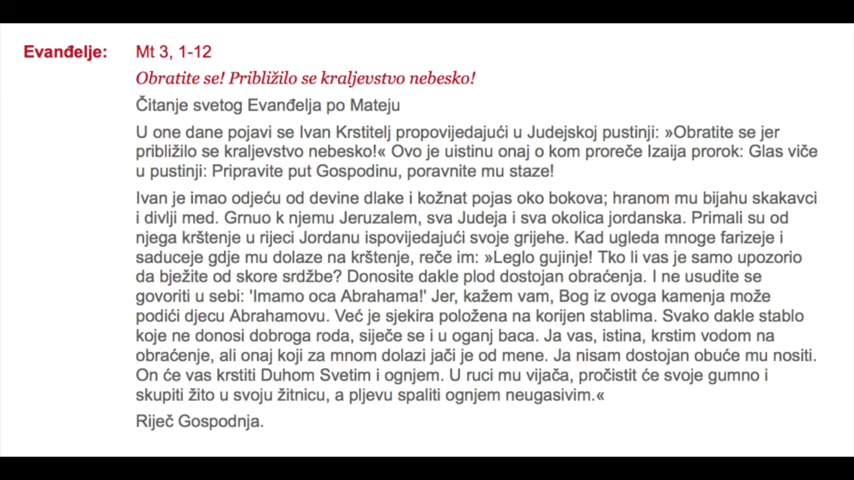 Evanđelje: Mt 3, 1-12
Obratite se! Približilo se kraljevstvo nebesko!
Čitanje svetog Evanđelja po Mateju
U one dane pojavi se Ivan Krstitelj propovijedajući u Judejskoj pustinji: »Obratite se jer
približilo se kraljevstvo nebesko!« Ovo je uistinu onaj o kom proreče Izaija prorok: Glas viče
u pustinji: Pripravite put Gospodinu, poravnite mu staze!
Ivan je imao odjeću od devine dlake i kožnat pojas oko bokova; hranom mu bijahu skakavci
i divlji med. Grnuo k njemu Jeruzalem, sva Judeja i sva okolica jordanska. Primali su od
njega krštenje u rijeci Jordanu ispovijedajući svoje grijehe. Kad ugleda mnoge farizeje i
saduceje gdje mu dolaze na krštenje, reče im: »Leglo gujinje! Tko li vas je samo upozorio
da bježite od skore srdžbe? Donosite dakle plod dostojan obraćenja. I ne usudite se
govoriti u sebi: 'Imamo oca Abrahama!' Jer, kažem vam, Bog iz ovoga kamenja može
podići djecu Abrahamovu. Već je sjekira položena na korijen stablima. Svako dakle stablo
koje ne donosi dobroga roda, siječe se i u oganj baca. Ja vas, istina, krstim vodom na
obraćenje, ali onaj koji za mnom dolazi jači je od mene. Ja nisam dostojan obuće mu nositi.
On će vas krstiti Duhom Svetim i ognjem. U ruci mu vijača, pročistit će svoje gumno i
skupiti žito u svoju žitnicu, a pljevu spaliti ognjem neugasivim.«
Riječ Gospodnja.